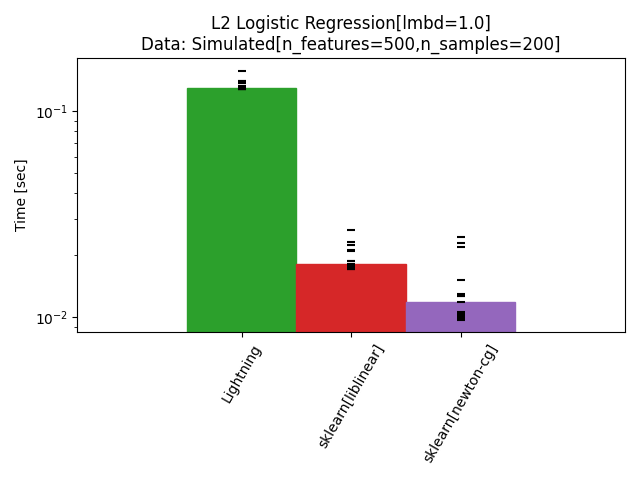 L2 Logistic Regression[lmbd=1.0]
Data: Simulated[n_features=500,n_samples=200]
Time [sec]
10⁻¹
10⁻²
Lightning
sklearn[liblinear]
sklearn[newton-cg]